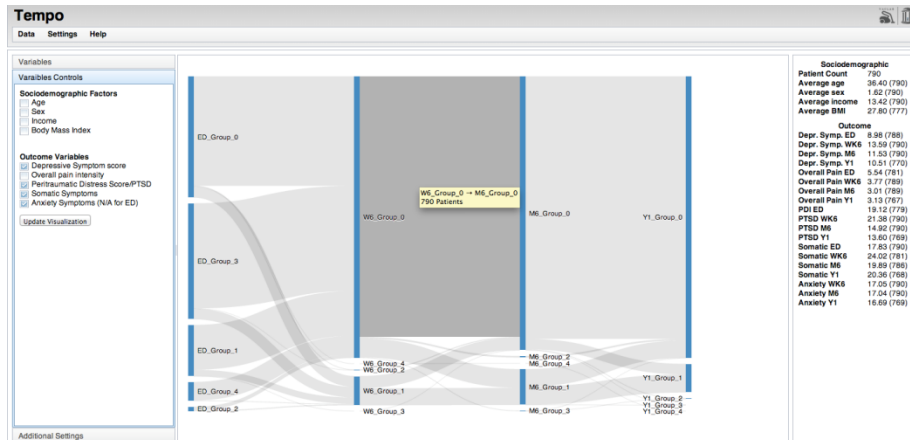 Tempo
Data Settings Help
Variables
Varaibles Controls
Sociodemographic Factors
Age
Sex
Income
Body Mass Index
Outcome Variables
Depressive Symptom score
Overall pain intensity
Peritraumatic Distress Score/PTSD
Somatic Symptoms
Anxiety Symptoms (N/A for ED)
Update Visualization
Additional Settings
ED_Group_0
ED_Group_3
ED_Group_1
ED_Group_4
ED_Group_2
W6_Group_0
W6_Group_4
W6_Group_2
W6_Group_1
W6_Group_3
W6_Group_0 → M6_Group_0
790 Patients
M6_Group_0
M6_Group_2
M6_Group_4
M6_Group_1
M6_Group_3
Y1_Group_0
Y1_Group_1
Y1_Group_2
Y1_Group_3
Y1_Group_4
Sociodemographic
Patient Count 790
Average age 36.40 (790)
Average sex 1.62 (790)
Average income 13.42 (790)
Average BMI 27.80 (777)
Outcome
Depr. Symp. ED 8.98 (788)
Depr. Symp. WK6 13.59 (790)
Depr. Symp. M6 11.53 (790)
Depr. Symp. Y1 10.51 (770)
Overall Pain ED 5.54 (781)
Overall Pain WK6 3.77 (789)
Overall Pain M6 3.01 (789)
Overall Pain Y1 3.13 (767)
PDI ED 19.12 (779)
PTSD WK6 21.38 (790)
PTSD M6 14.92 (790)
PTSD Y1 13.60 (769)
Somatic ED 17.83 (790)
Somatic WK6 24.02 (781)
Somatic M6 19.89 (786)
Somatic Y1 20.36 (768)
Anxiety WK6 17.05 (790)
Anxiety M6 17.04 (790)
Anxiety Y1 16.69 (769)